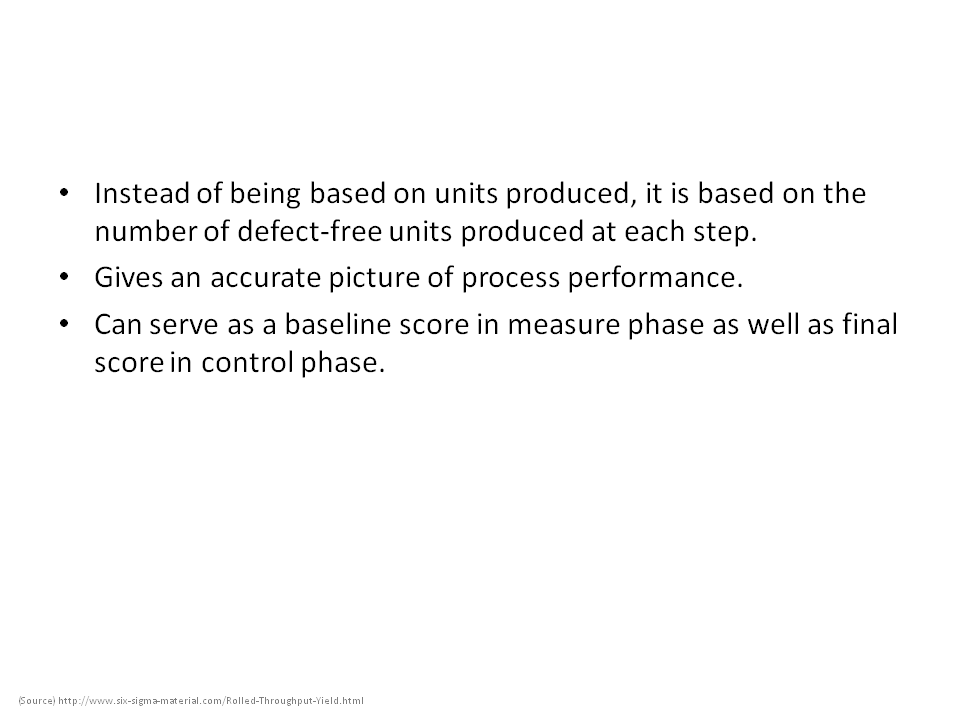 • Instead of being based on units produced, it is based on the
number of defect-free units produced at each step.
• Gives an accurate picture of process performance.
• Can serve as a baseline score in measure phase as well as final
score in control phase.
(Source) http://www.six-sigma-material.com/Rolled-Throughput-Yield.html